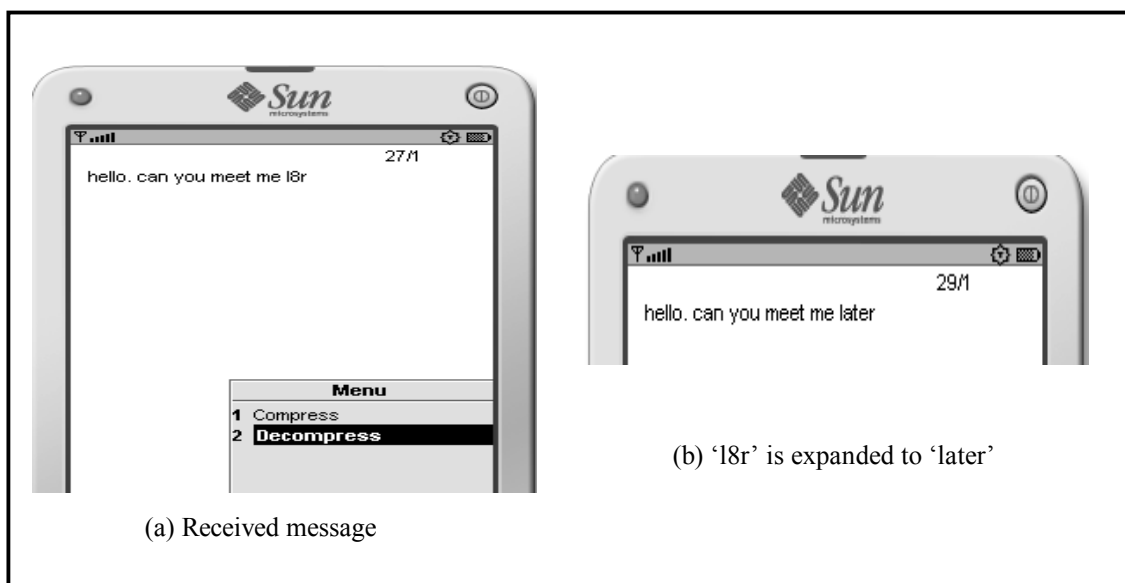 Sun
microsystems
27/1
hello. can you meet me l8r
Menu
1 Compress
2 Decompress
(a) Received message
Sun
microsystems
29/1
hello. can you meet me later
(b) ‘l8r’ is expanded to ‘later’